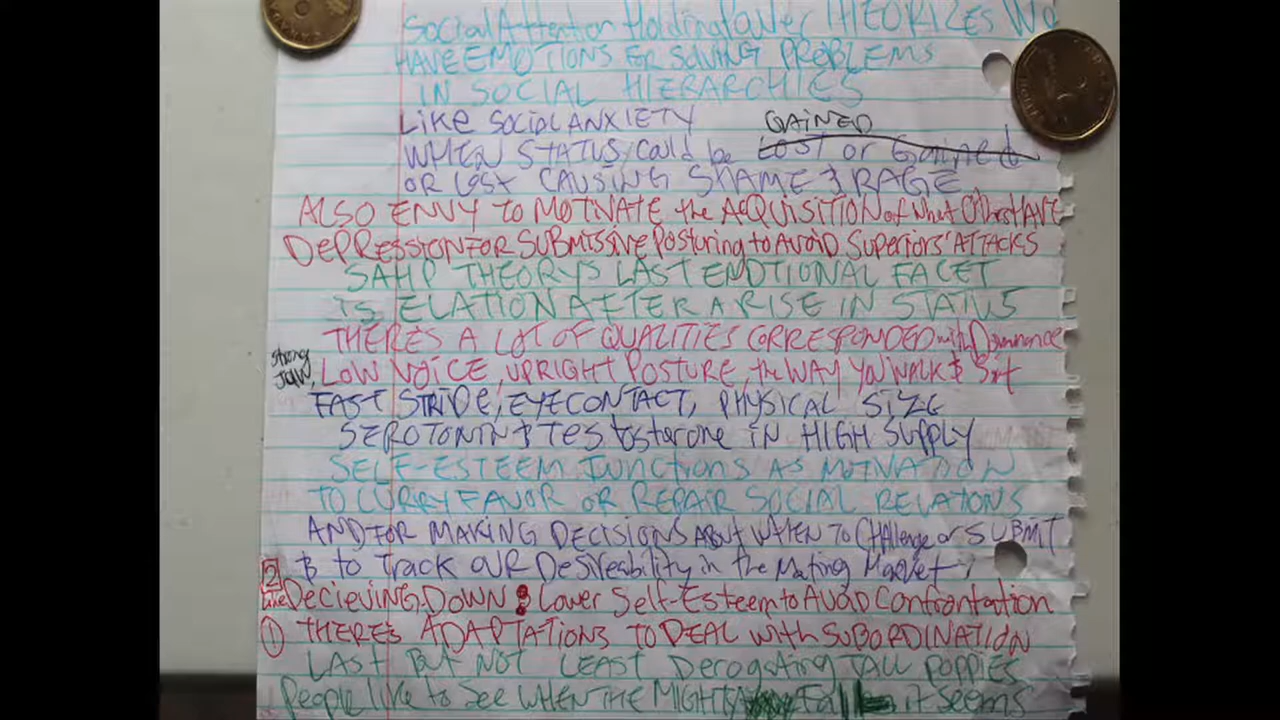 Social Attention Holding Power THEORIZES We
HAVE EMOTIONS FOR SOLVING PROBLEMS
IN SOCIAL HIERARCHIES
LIKE SOCIAL ANXIETY
GAINED
WHEN STATUS could be Lost or Gained
OR Lost CAUSING SHAME & RAGE
ALSO ENVY TO MOTIVATE the ACQUISITION of what Others HAVE
DEPRESSION FOR SUBMISSIVE Posturing to AVOID SUPERIORS' ATTACKS
SAHP THEORY'S LAST EMOTIONAL FACET
IS ELATION AFTER A RISE IN STATUS
THERE'S A LOT OF QUALITIES CORRESPONDED with Dominance
strong JAW, LOW VOICE, UPRIGHT POSTURE, the WAY YOU WALK & Sit
FAST STRIDE, EYE CONTACT, PHYSICAL SIZE
SEROTONIN & TESTosterone IN HIGH SUPPLY
SELF-ESTEEM functions AS MOTIVATION
TO CURRY FAVOR OR REPAIR SOCIAL RELATIONS
AND FOR MAKING DECISIONS About WHEN TO CHAllenge or SUBMIT
& to Track OUR Desireability in the Mating Market
2 like Decieving Down: Lower Self-Esteem to Avoid Confrontation
1 THERE'S ADAPTATIONS TO DEAL with SUBORDINATION
LAST BUT NOT LEAST Derogating TALL POPPIES
People like to See WHEN THE MIGHTY Fall it Seems